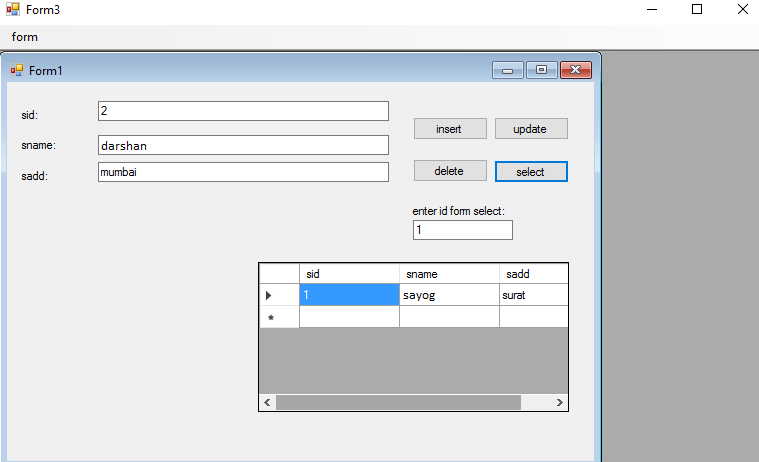 Form3
form
Form1
sid: 2
insert update
sname: darshan
sadd: mumbai
delete select
enter id form select:
1
sid sname sadd
1 sayog surat
*